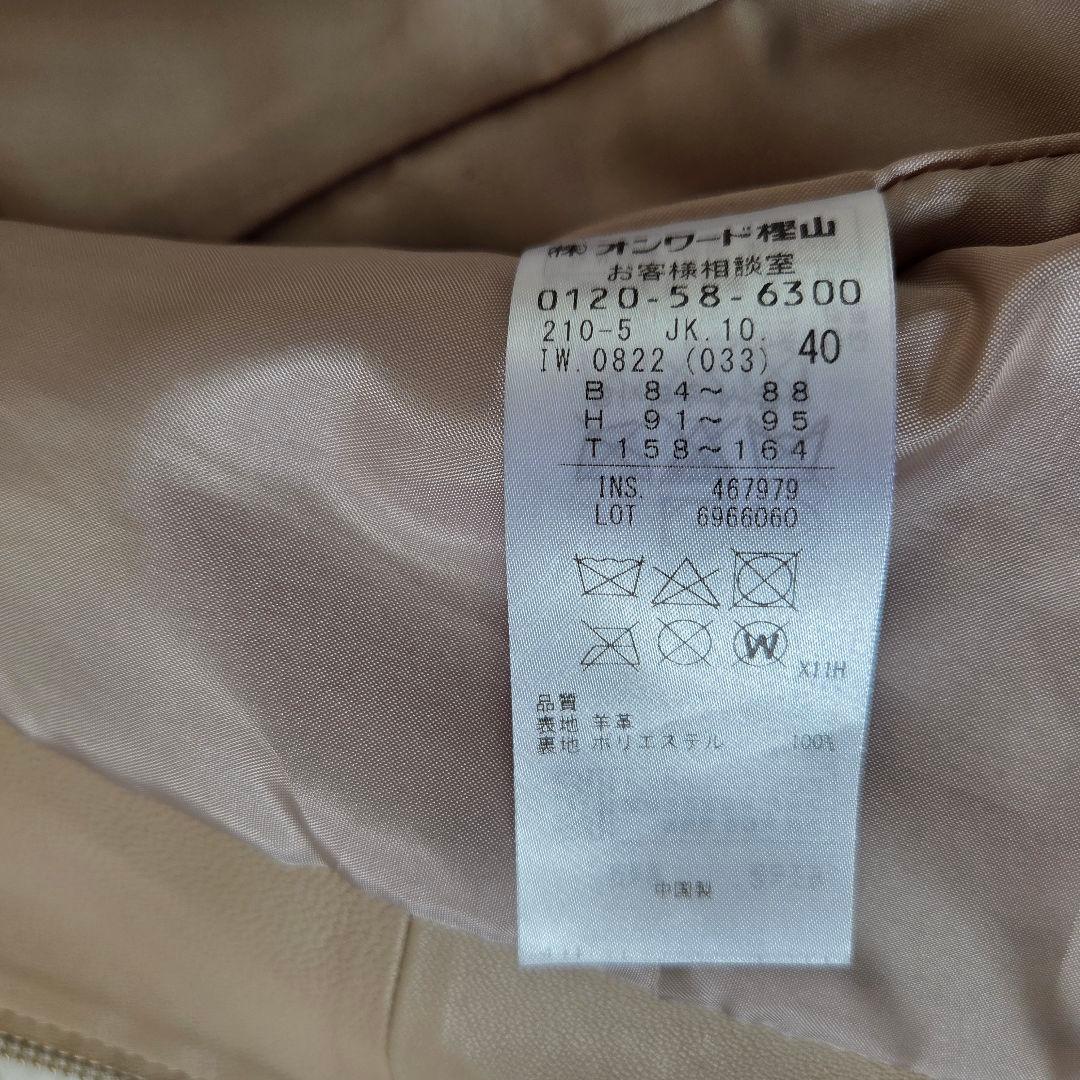 ㈱ オンワード樫山
お客様相談室
0120-58-6300
210-5 JK.10.
IW.0822 (033) 40
B 84～ 88
H 91～ 95
T158～164
INS. 467979
LOT 6966060
W
X11H
品質
表地 羊革
裏地 ポリエステル 100%
中国製